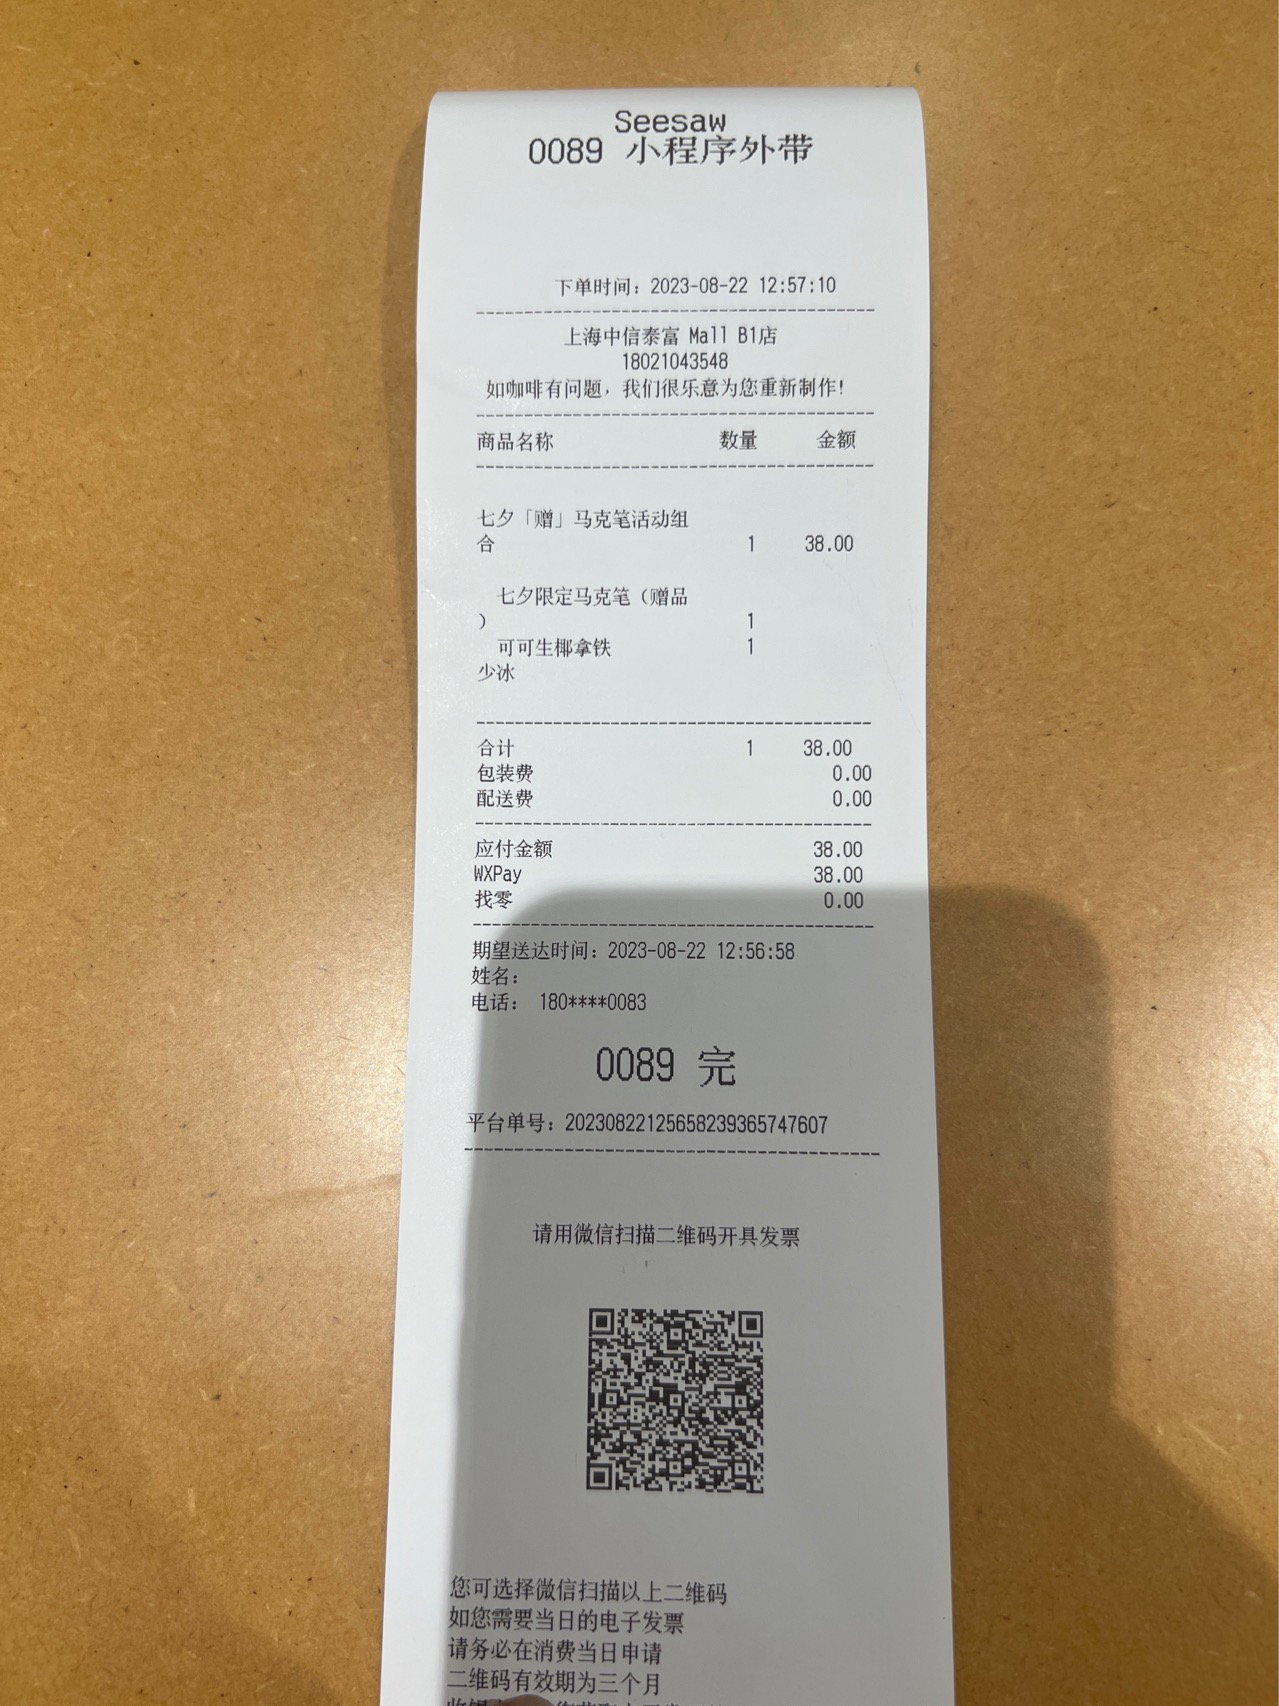 Seesaw
0089 小程序外带
下单时间：2023-08-22 12:57:10
上海中信泰富 Mall B1店
18021043548
如咖啡有问题，我们很乐意为您重新制作！
商品名称 数量 金额
七夕「赠」马克笔活动组
合 1 38.00
七夕限定马克笔（赠品
） 1
可可生椰拿铁 1
少冰
合计 1 38.00
包装费 0.00
配送费 0.00
应付金额 38.00
WXPay 38.00
找零 0.00
期望送达时间：2023-08-22 12:56:58
姓名：
电话： 180****0083
0089 完
平台单号：202308221256582393657​47607
请用微信扫描二维码开具发票
您可选择微信扫描以上二维码
如您需要当日的电子发票
请务必在消费当日申请
二维码有效期为三个月